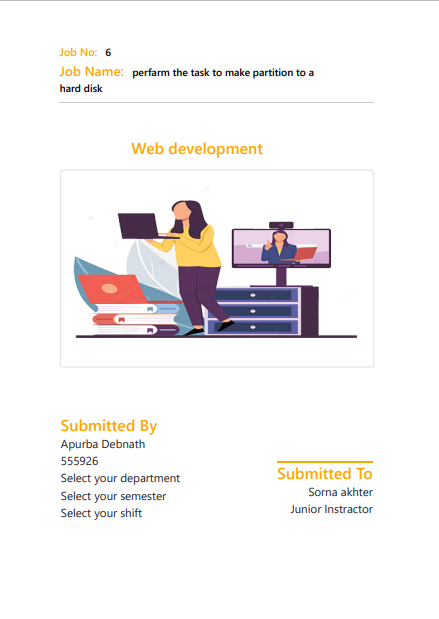 Job No: 6
Job Name: perfarm the task to make partition to a
hard disk
Web development
Submitted By
Apurba Debnath
555926
Select your department
Select your semester
Select your shift
Submitted To
Sorna akhter
Junior Instractor